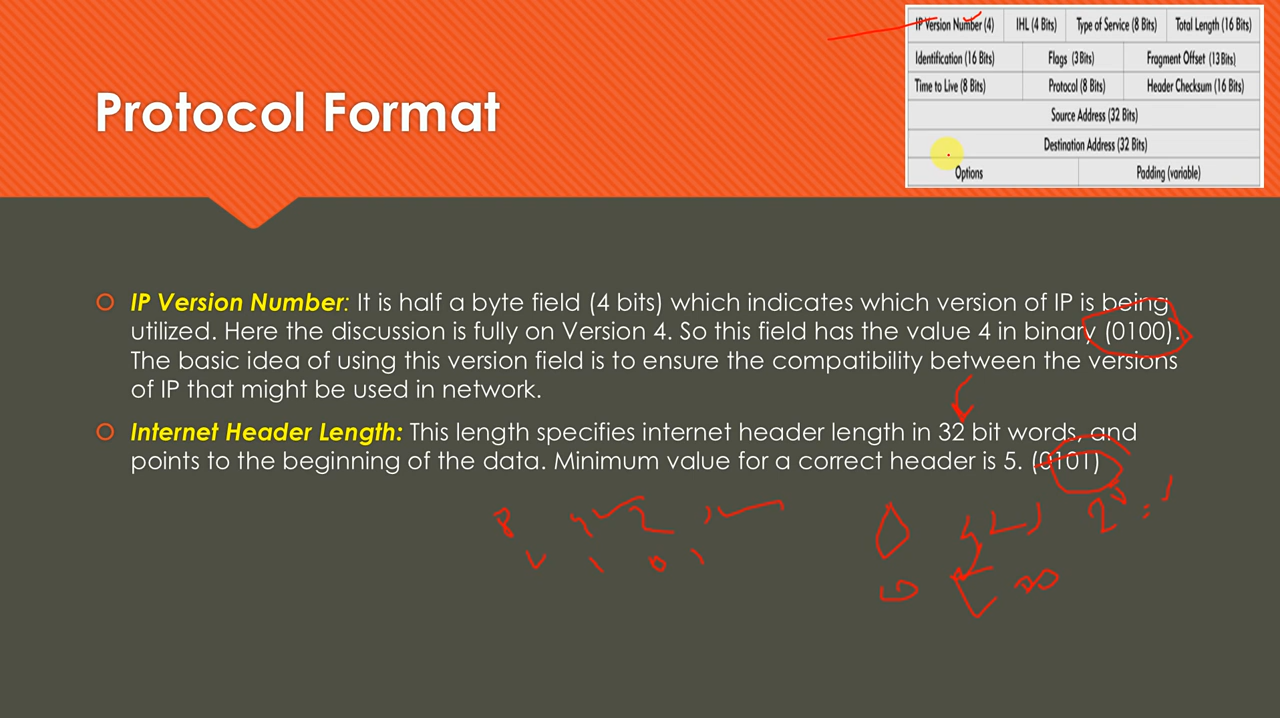 IP Version Number (4) IHL (4 Bits) Type of Service (8 Bits) Total Length (16 Bits)
Identification (16 Bits) Flags (3Bits) Fragment Offset (13Bits)
Time to Live (8 Bits) Protocol (8 Bits) Header Checksum (16 Bits)
Source Address (32 Bits)
Destination Address (32 Bits)
Options Padding (variable)
Protocol Format
IP Version Number: It is half a byte field (4 bits) which indicates which version of IP is being
utilized. Here the discussion is fully on Version 4. So this field has the value 4 in binary (0100).
The basic idea of using this version field is to ensure the compatibility between the versions
of IP that might be used in network.
Internet Header Length: This length specifies internet header length in 32 bit words, and
points to the beginning of the data. Minimum value for a correct header is 5. (0101)